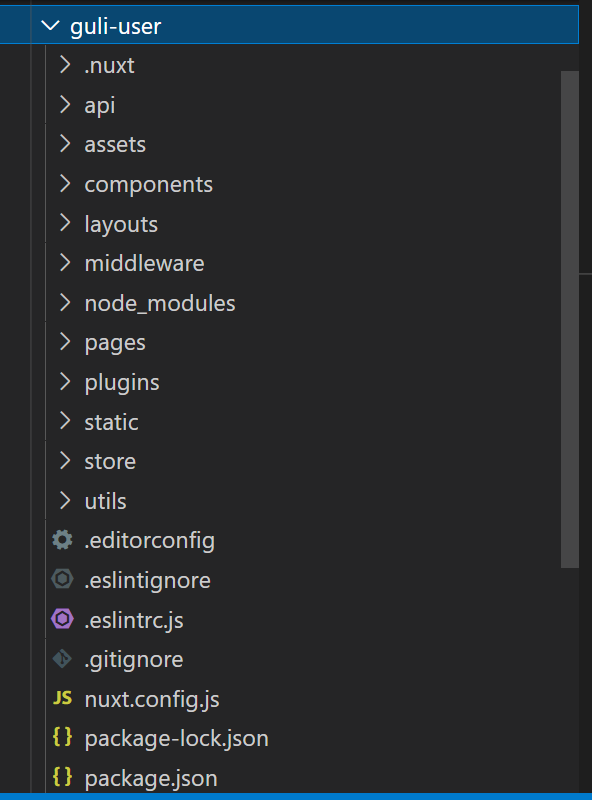 guli-user
.nuxt
api
assets
components
layouts
middleware
node_modules
pages
plugins
static
store
utils
.editorconfig
.eslintignore
.eslintrc.js
.gitignore
JS nuxt.config.js
{} package-lock.json
{} package.json